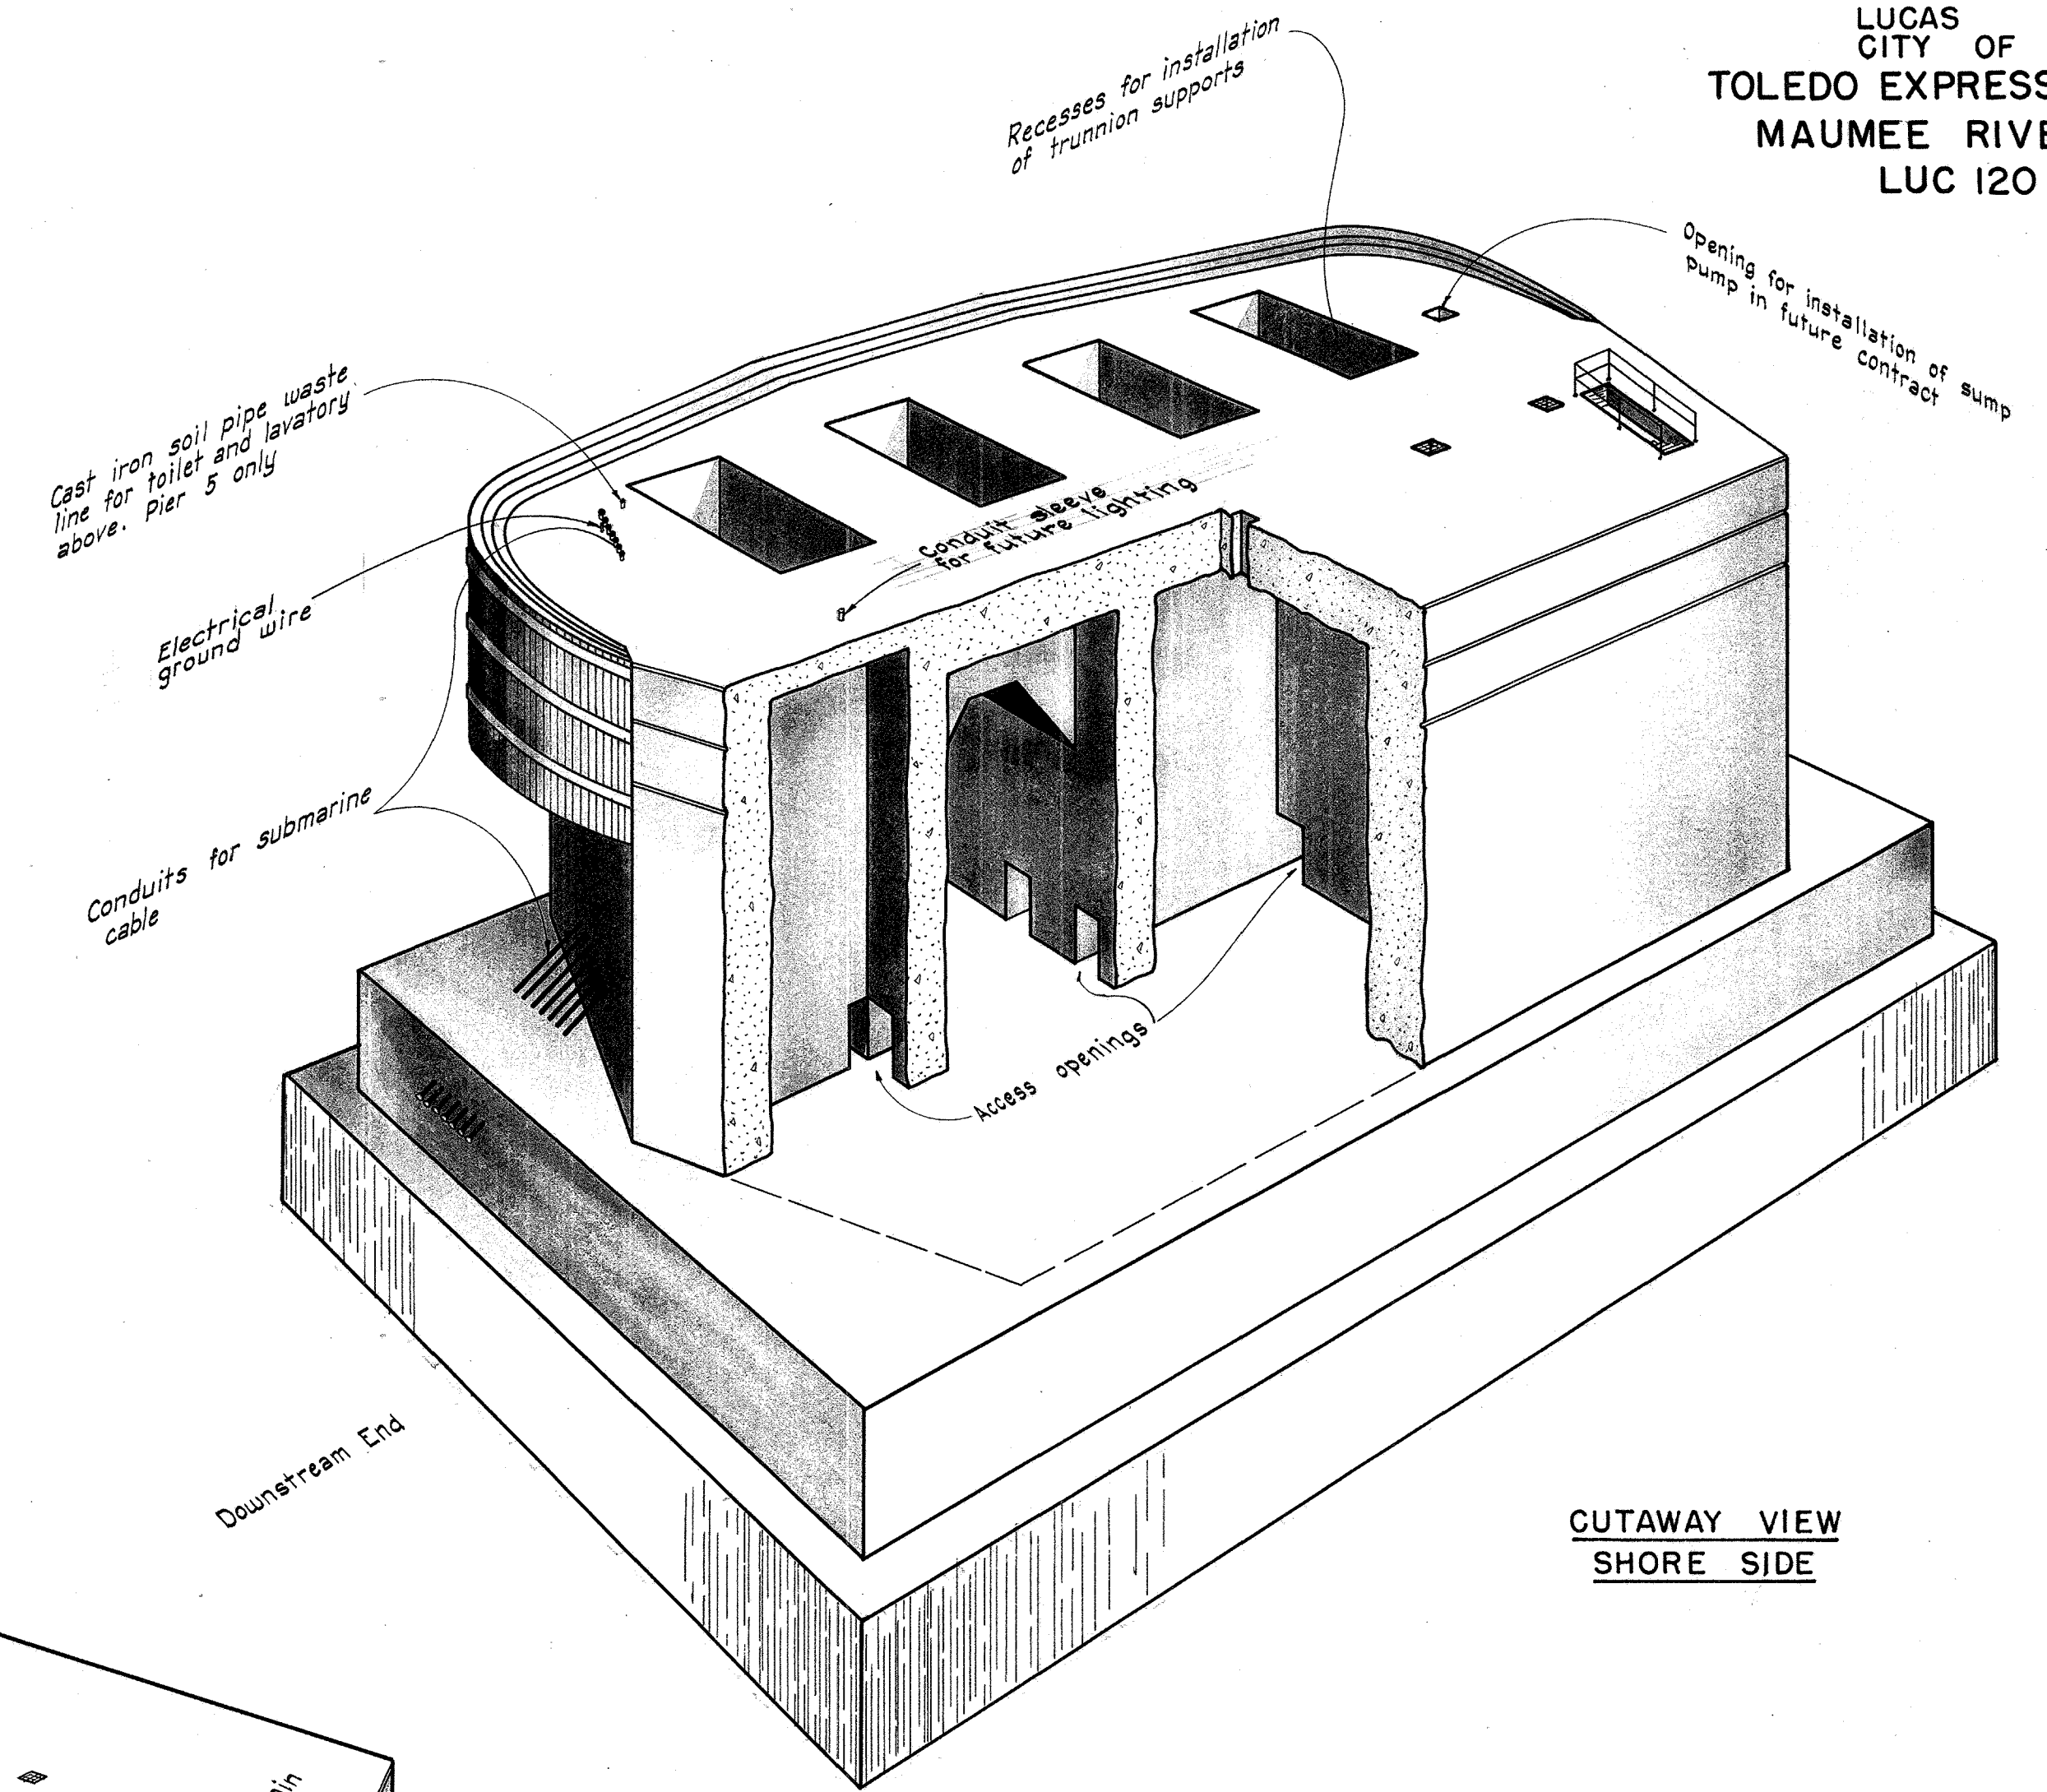 LUCAS
CITY OF
TOLEDO EXPRESS
MAUMEE RIVE
LUC 120
Recesses for installation
of trunnion supports
Opening for installation of sump
pump in future contract
Cast iron soil pipe waste
line for toilet and lavatory
above. Pier 5 only
Conduit sleeve
for future lighting
Electrical
ground wire
Conduits for submarine
cable
Access openings
Downstream End
CUTAWAY VIEW
SHORE SIDE